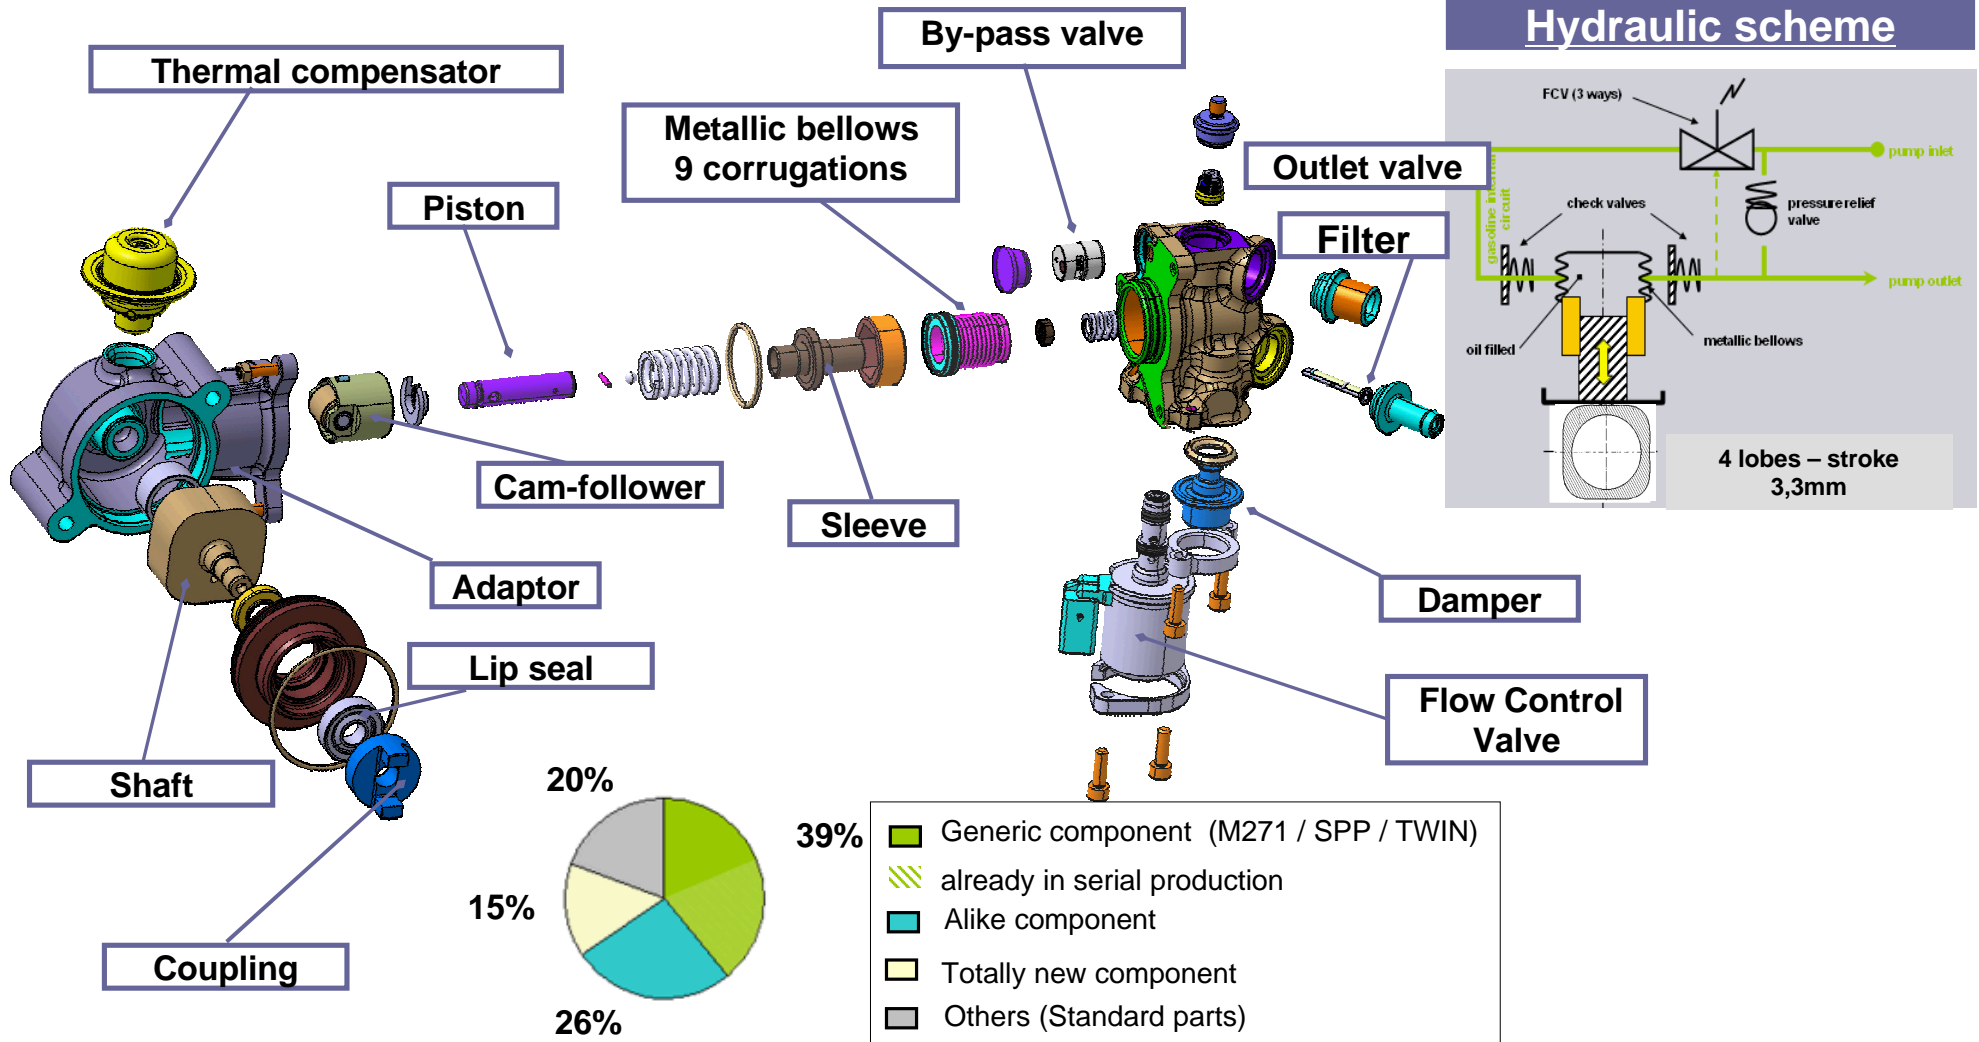 Hydraulic scheme
By-pass valve
Thermal compensator
Metallic bellows
9 corrugations
Outlet valve
Piston
Filter
FCV (3 ways)
pump inlet
gasoline
circuit
check valves
pressure relief
valve
pump outlet
oil filled
metallic bellows
4 lobes – stroke
3,3mm
Cam-follower
Sleeve
Adaptor
Damper
Lip seal
Flow Control
Valve
Shaft
Coupling
20%
39%
15%
26%
Generic component (M271 / SPP / TWIN)
already in serial production
Alike component
Totally new component
Others (Standard parts)